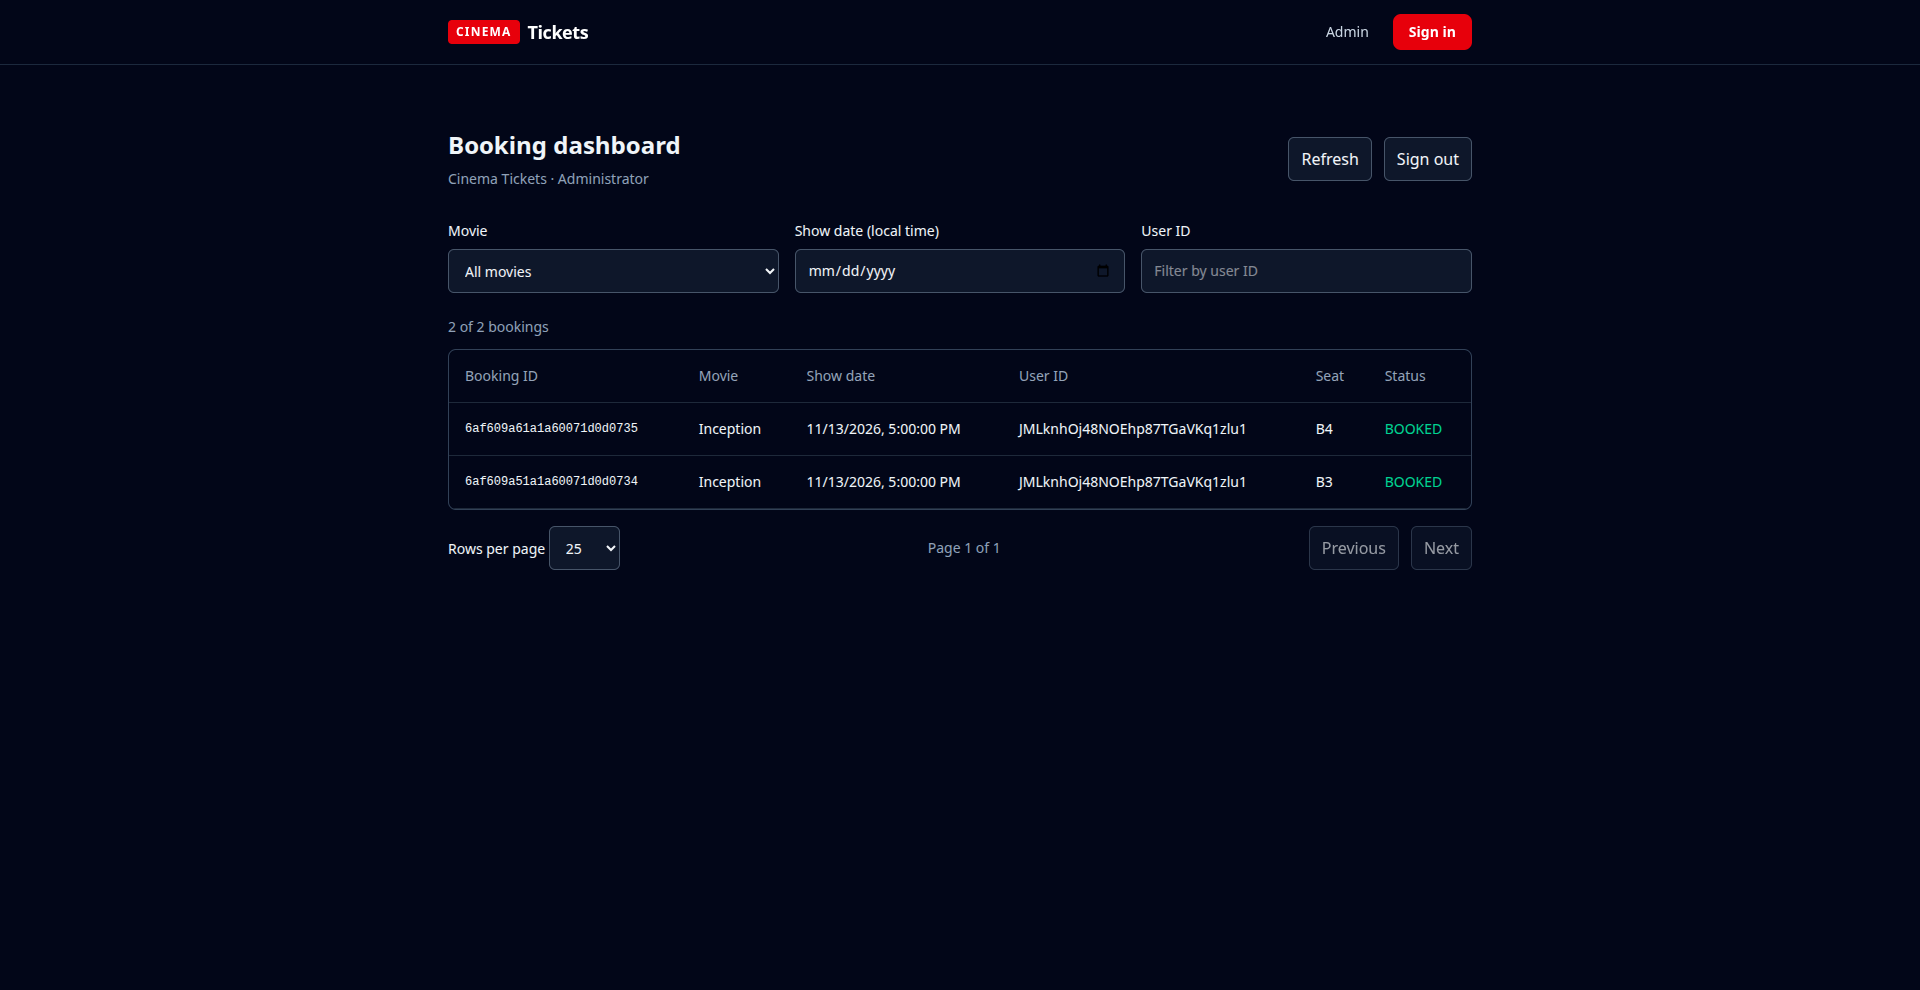 CINEMA Tickets Admin Sign in
Booking dashboard
Cinema Tickets · Administrator
Refresh Sign out
Movie Show date (local time) User ID
All movies mm/dd/yyyy Filter by user ID
2 of 2 bookings
Booking ID Movie Show date User ID Seat Status
6af609a61a1a60071d0d0735 Inception 11/13/2026, 5:00:00 PM JMLknhOj48NOEhp87TGaVKq1zlu1 B4 BOOKED
6af609a51a1a60071d0d0734 Inception 11/13/2026, 5:00:00 PM JMLknhOj48NOEhp87TGaVKq1zlu1 B3 BOOKED
Rows per page 25 Page 1 of 1 Previous Next